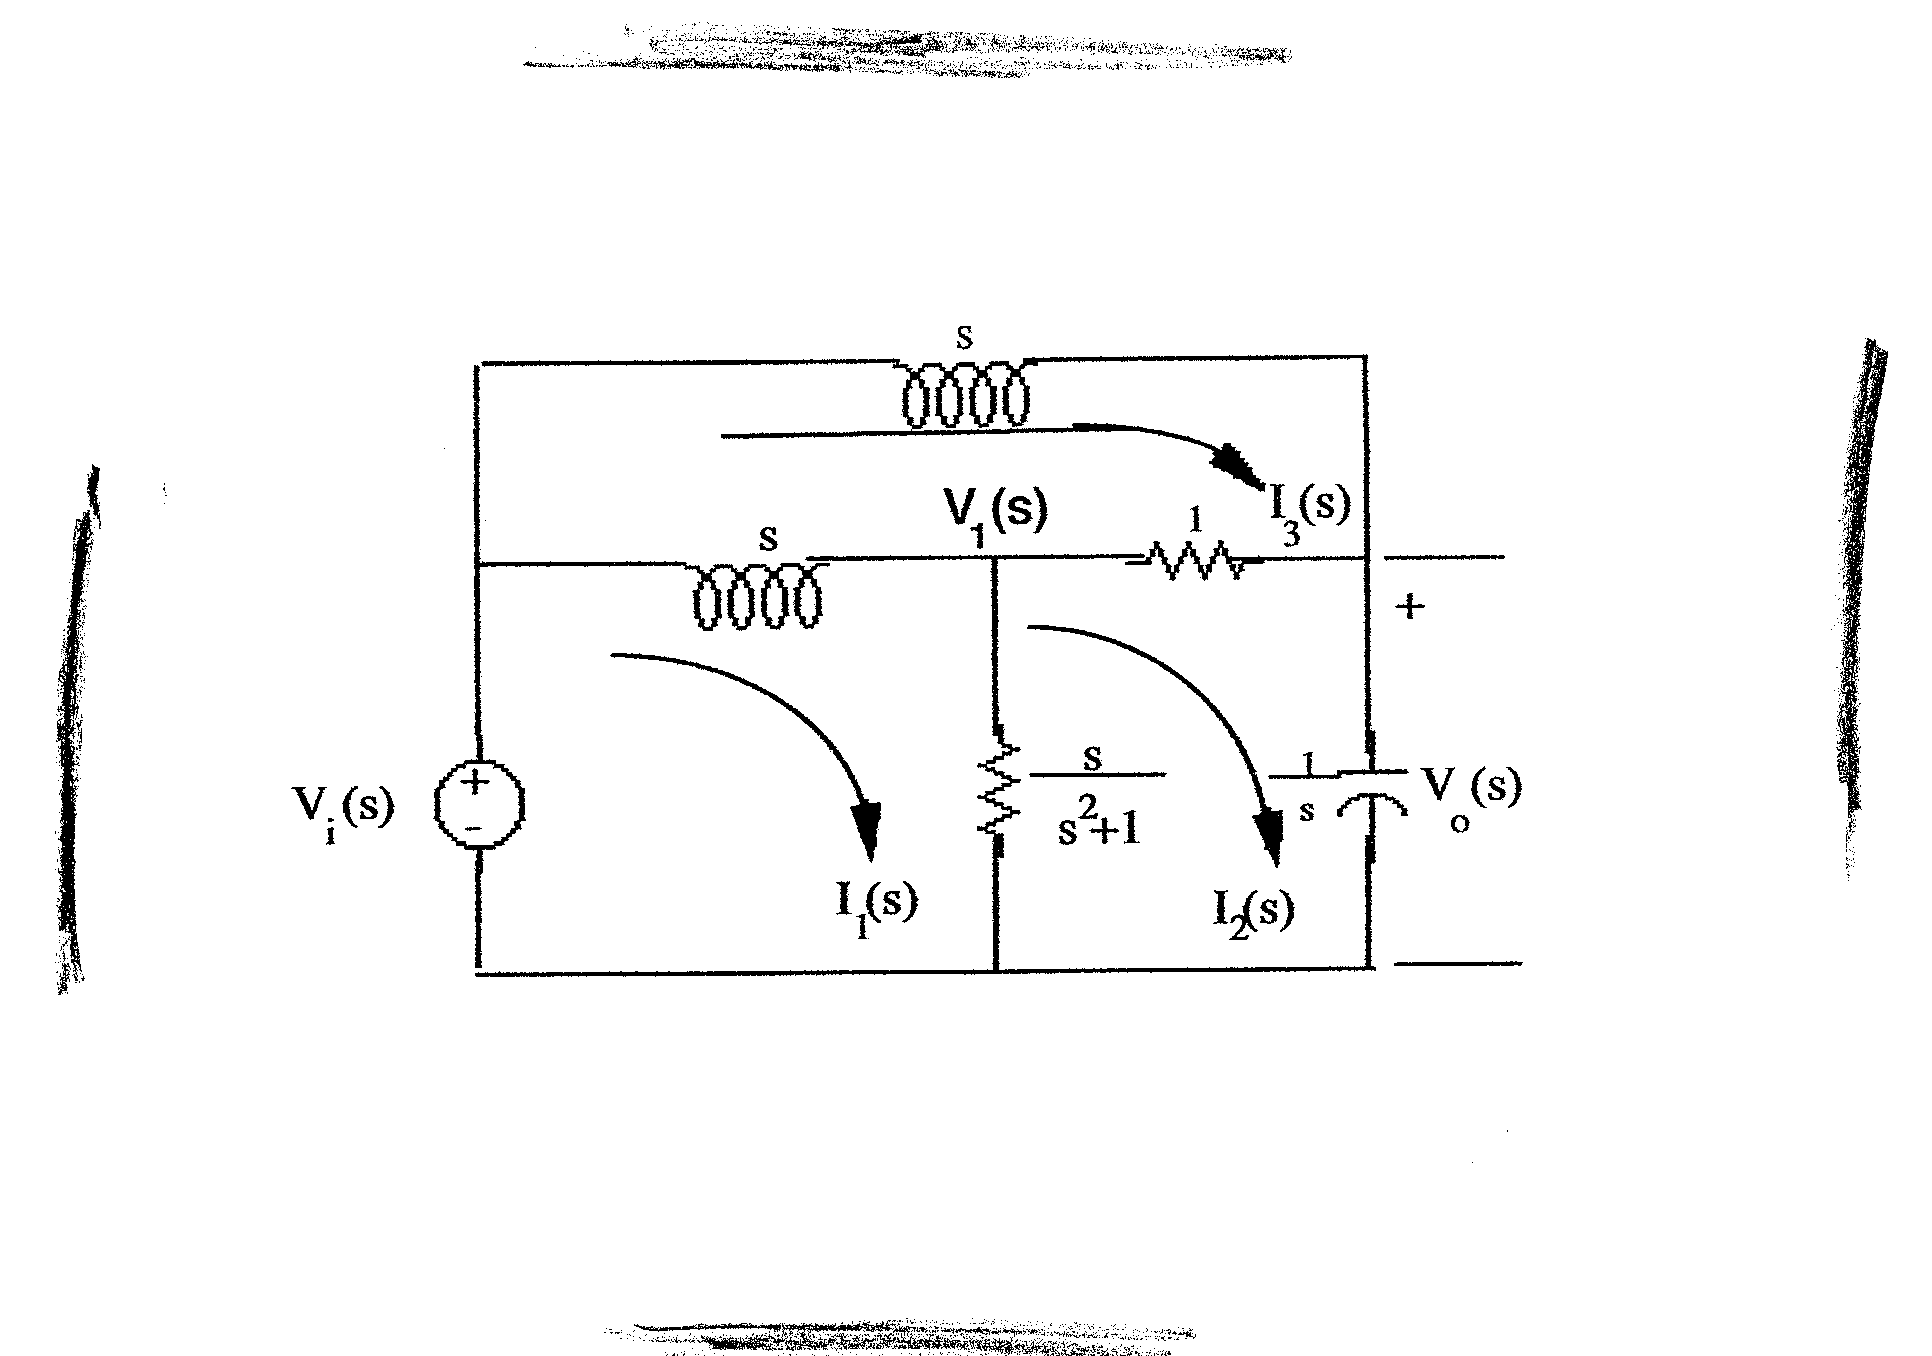 s
I3(s)
V1(s)
1
s
+
s
s²+1
1
s
Vo(s)
Vi(s)
+
-
I1(s)
I2(s)